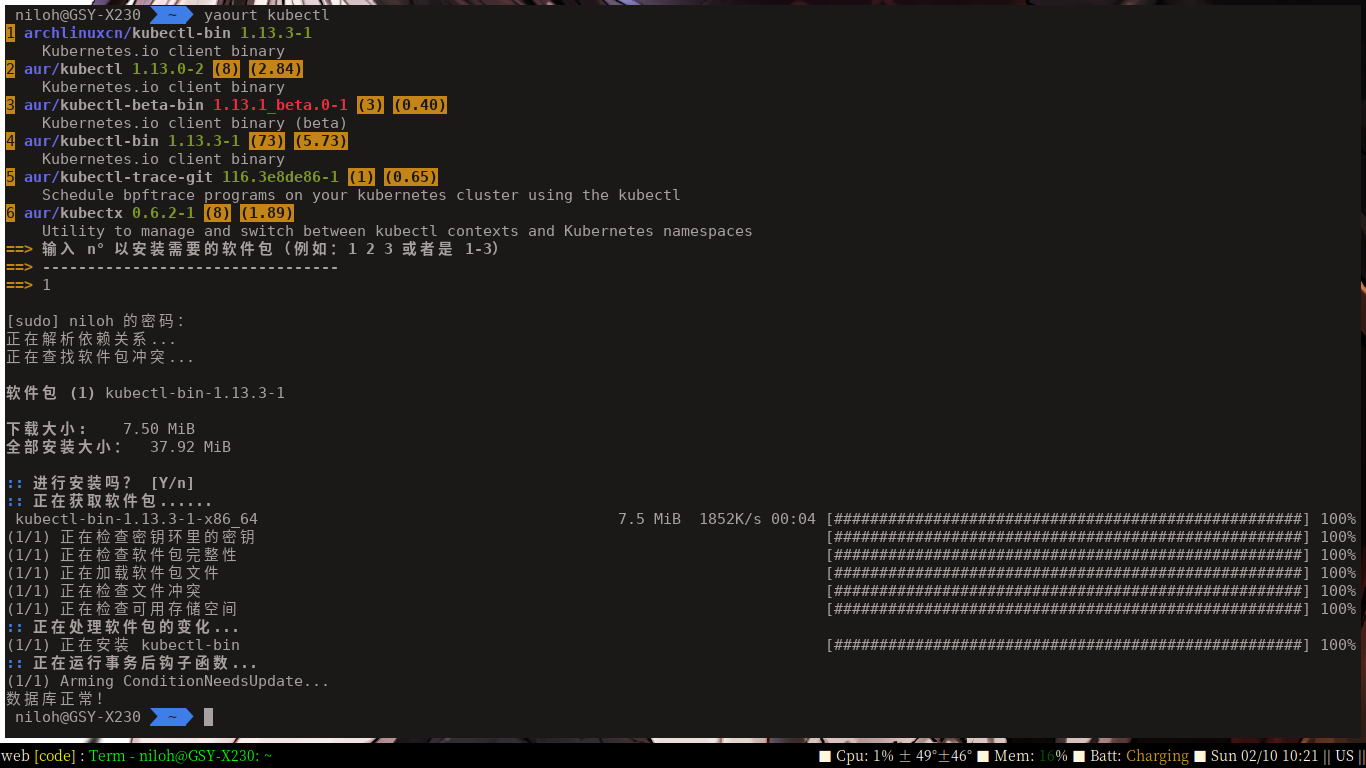 niloh@GSY-X230 ~ yaourt kubectl
1 archlinuxcn/kubectl-bin 1.13.3-1
Kubernetes.io client binary
2 aur/kubectl 1.13.0-2 (8) (2.84)
Kubernetes.io client binary
3 aur/kubectl-beta-bin 1.13.1_beta.0-1 (3) (0.40)
Kubernetes.io client binary (beta)
4 aur/kubectl-bin 1.13.3-1 (73) (5.73)
Kubernetes.io client binary
5 aur/kubectl-trace-git 116.3e8de86-1 (1) (0.65)
Schedule bpftrace programs on your kubernetes cluster using the kubectl
6 aur/kubectx 0.6.2-1 (8) (1.89)
Utility to manage and switch between kubectl contexts and Kubernetes namespaces
==> 输入 n° 以安装需要的软件包（例如：1 2 3 或者是 1-3）
==> ---------------------------------
==> 1
[sudo] niloh 的密码：
正在解析依赖关系...
正在查找软件包冲突...
软件包 (1) kubectl-bin-1.13.3-1
下载大小: 7.50 MiB
全部安装大小： 37.92 MiB
:: 进行安装吗？ [Y/n]
:: 正在获取软件包......
kubectl-bin-1.13.3-1-x86_64 7.5 MiB 1852K/s 00:04 [####################################################] 100%
(1/1) 正在检查密钥环里的密钥 [####################################################] 100%
(1/1) 正在检查软件包完整性 [####################################################] 100%
(1/1) 正在加载软件包文件 [####################################################] 100%
(1/1) 正在检查文件冲突 [####################################################] 100%
(1/1) 正在检查可用存储空间 [####################################################] 100%
:: 正在处理软件包的变化...
(1/1) 正在安装 kubectl-bin [####################################################] 100%
:: 正在运行事务后钩子函数...
(1/1) Arming ConditionNeedsUpdate...
数据库正常！
niloh@GSY-X230 ~
web [code] : Term - niloh@GSY-X230: ~ Cpu: 1% ± 49°±46° Mem: 16% Batt: Charging Sun 02/10 10:21 || US ||